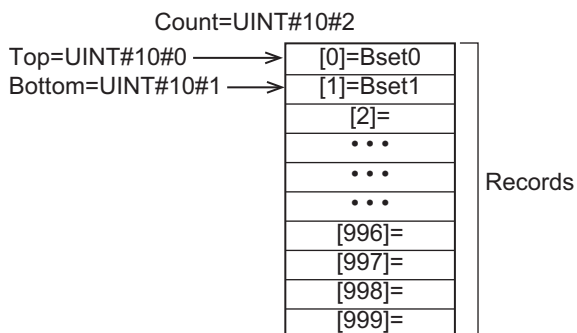 Count=UINT#10#2
Top=UINT#10#0
[0]=Bset0
Bottom=UINT#10#1
[1]=Bset1
[2]=
•••
•••
•••
Records
[996]=
[997]=
[998]=
[999]=